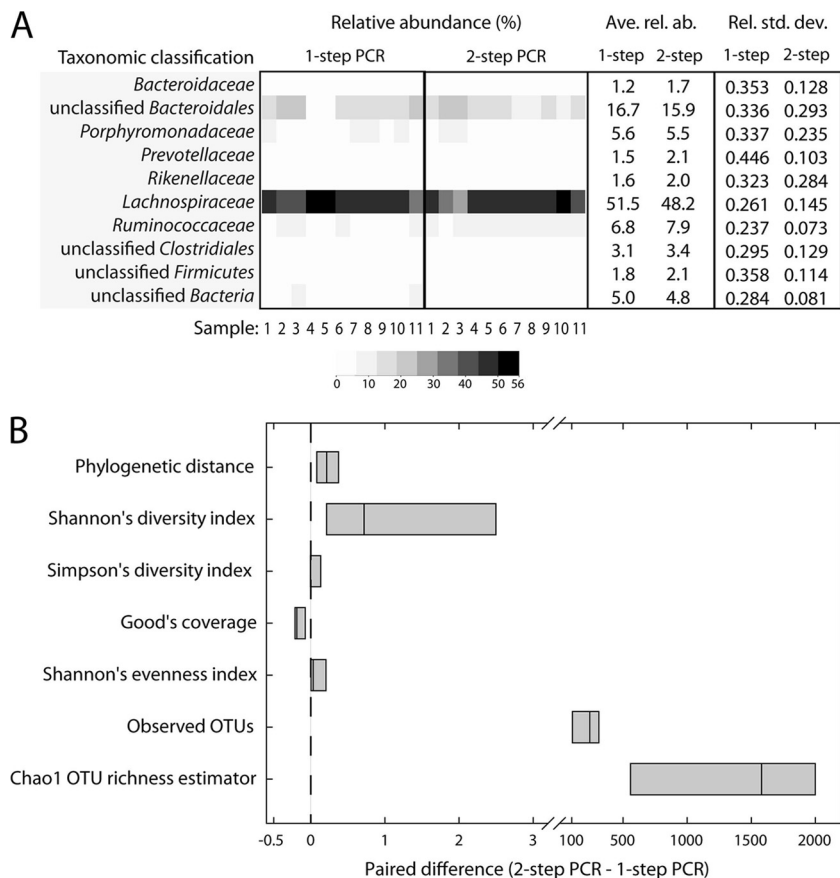 A
Relative abundance (%) Ave. rel. ab. Rel. std. dev.
Taxonomic classification 1-step PCR 2-step PCR 1-step 2-step 1-step 2-step
Bacteroidaceae 1.2 1.7 0.353 0.128
unclassified Bacteroidales 16.7 15.9 0.336 0.293
Porphyromonadaceae 5.6 5.5 0.337 0.235
Prevotellaceae 1.5 2.1 0.446 0.103
Rikenellaceae 1.6 2.0 0.323 0.284
Lachnospiraceae 51.5 48.2 0.261 0.145
Ruminococcaceae 6.8 7.9 0.237 0.073
unclassified Clostridiales 3.1 3.4 0.295 0.129
unclassified Firmicutes 1.8 2.1 0.358 0.114
unclassified Bacteria 5.0 4.8 0.284 0.081
Sample: 1 2 3 4 5 6 7 8 9 10 11 1 2 3 4 5 6 7 8 9 10 11
0 10 20 30 40 50 56
B
Phylogenetic distance
Shannon's diversity index
Simpson's diversity index
Good's coverage
Shannon's evenness index
Observed OTUs
Chao1 OTU richness estimator
-0.5 0 1 2 3 100 500 1000 1500 2000
Paired difference (2-step PCR - 1-step PCR)